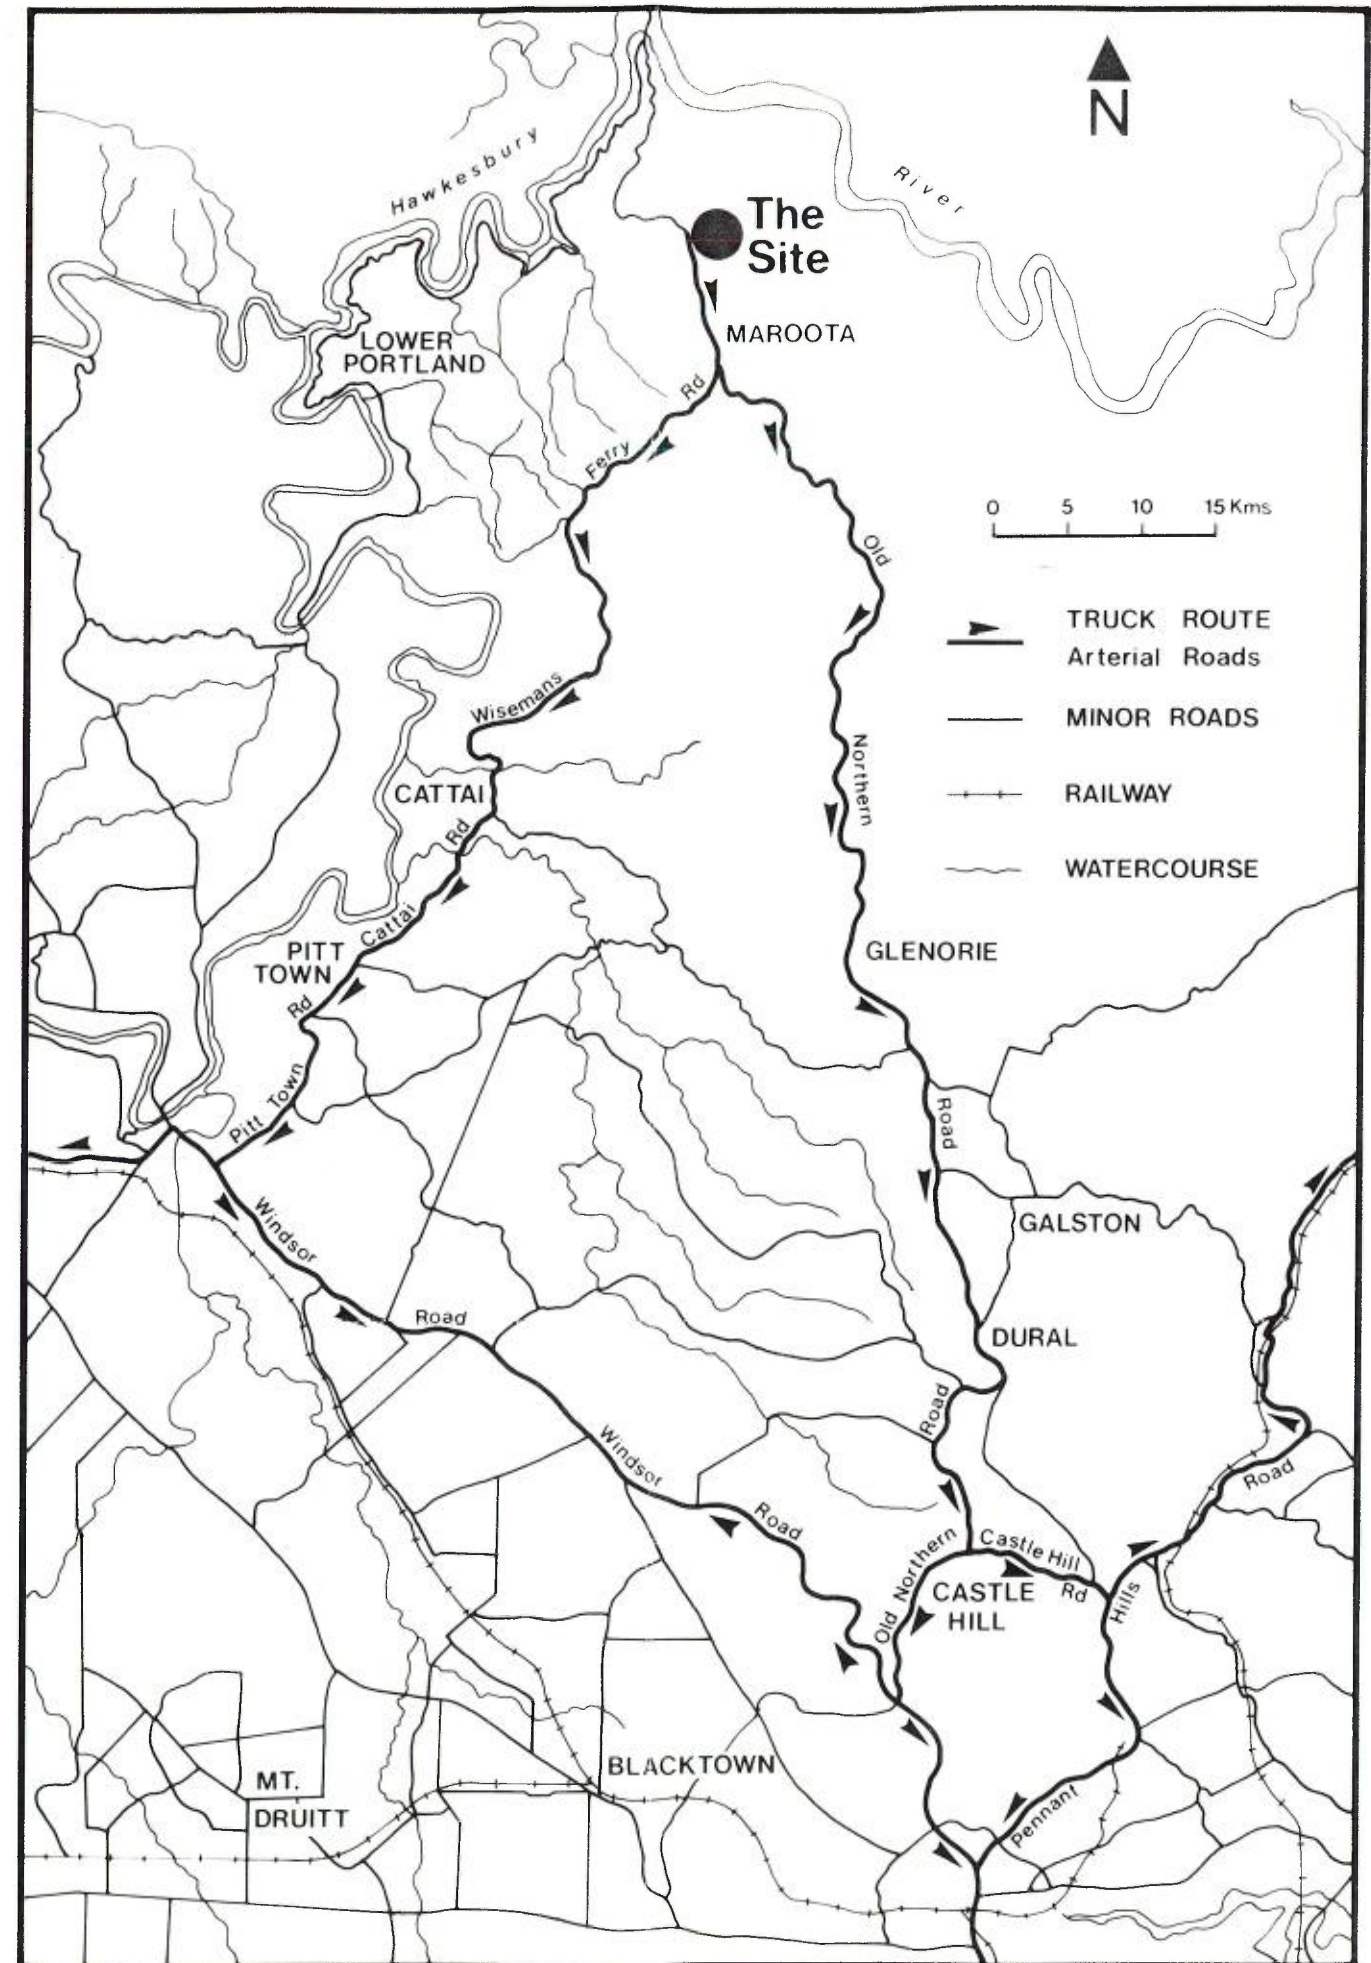 N
Hawkesbury
River
The
Site
LOWER
PORTLAND
MAROOTA
Rd
Ferry
0 5 10 15 Kms
Old
TRUCK ROUTE
Arterial Roads
Wisemans
MINOR ROADS
Northern
CATTAI
RAILWAY
Rd
WATERCOURSE
Cattai
PITT
TOWN
GLENORIE
Rd
Pitt Town
Road
Windsor
GALSTON
Road
DURAL
Road
Windsor
Road
Road
Old Northern
Castle Hill
Rd
CASTLE
HILL
Hills
BLACKTOWN
MT.
DRUITT
Pennant